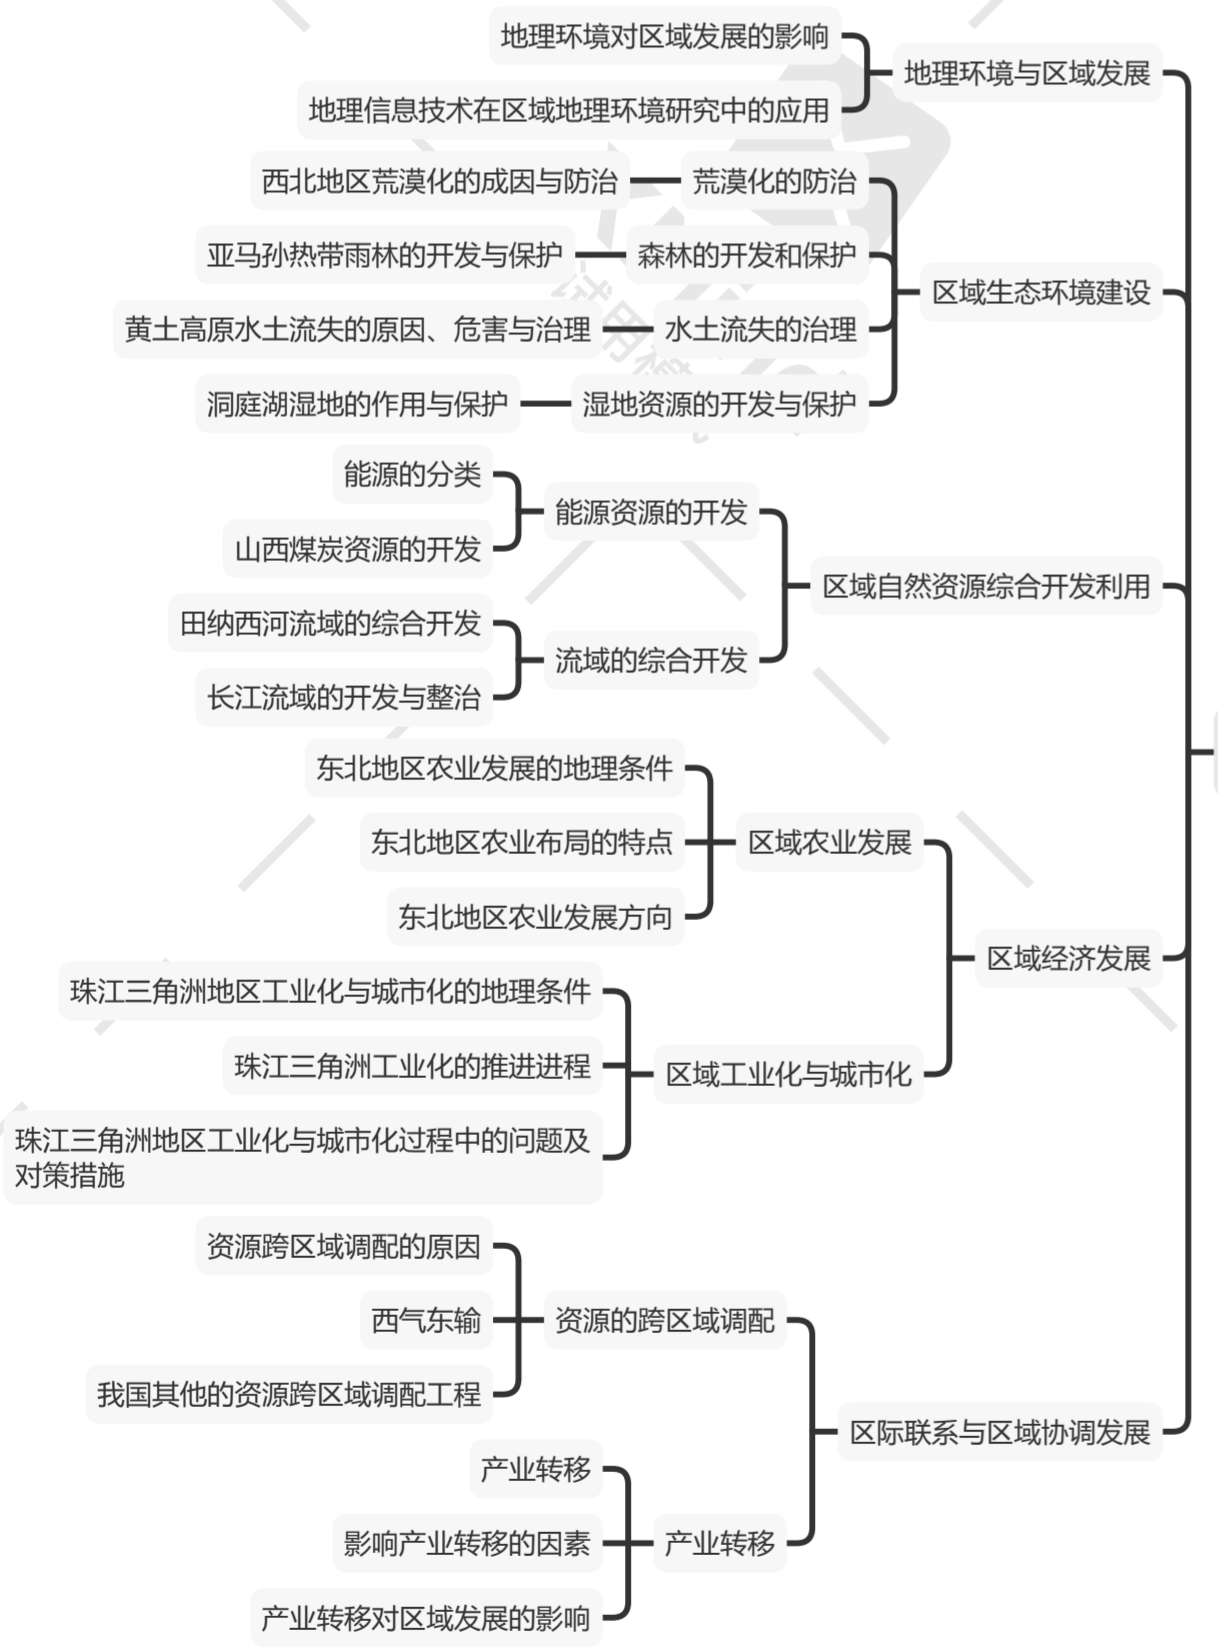 地理环境对区域发展的影响
地理环境与区域发展
地理信息技术在区域地理环境研究中的应用
西北地区荒漠化的成因与防治
荒漠化的防治
亚马孙热带雨林的开发与保护
森林的开发和保护
区域生态环境建设
黄土高原水土流失的原因、危害与治理
水土流失的治理
洞庭湖湿地的作用与保护
湿地资源的开发与保护
能源的分类
能源资源的开发
山西煤炭资源的开发
区域自然资源综合开发利用
田纳西河流域的综合开发
流域的综合开发
长江流域的开发与整治
东北地区农业发展的地理条件
东北地区农业布局的特点
区域农业发展
东北地区农业发展方向
区域经济发展
珠江三角洲地区工业化与城市化的地理条件
珠江三角洲工业化的推进进程
区域工业化与城市化
珠江三角洲地区工业化与城市化过程中的问题及
对策措施
资源跨区域调配的原因
西气东输
资源的跨区域调配
我国其他的资源跨区域调配工程
区际联系与区域协调发展
产业转移
影响产业转移的因素
产业转移
产业转移对区域发展的影响
试用模